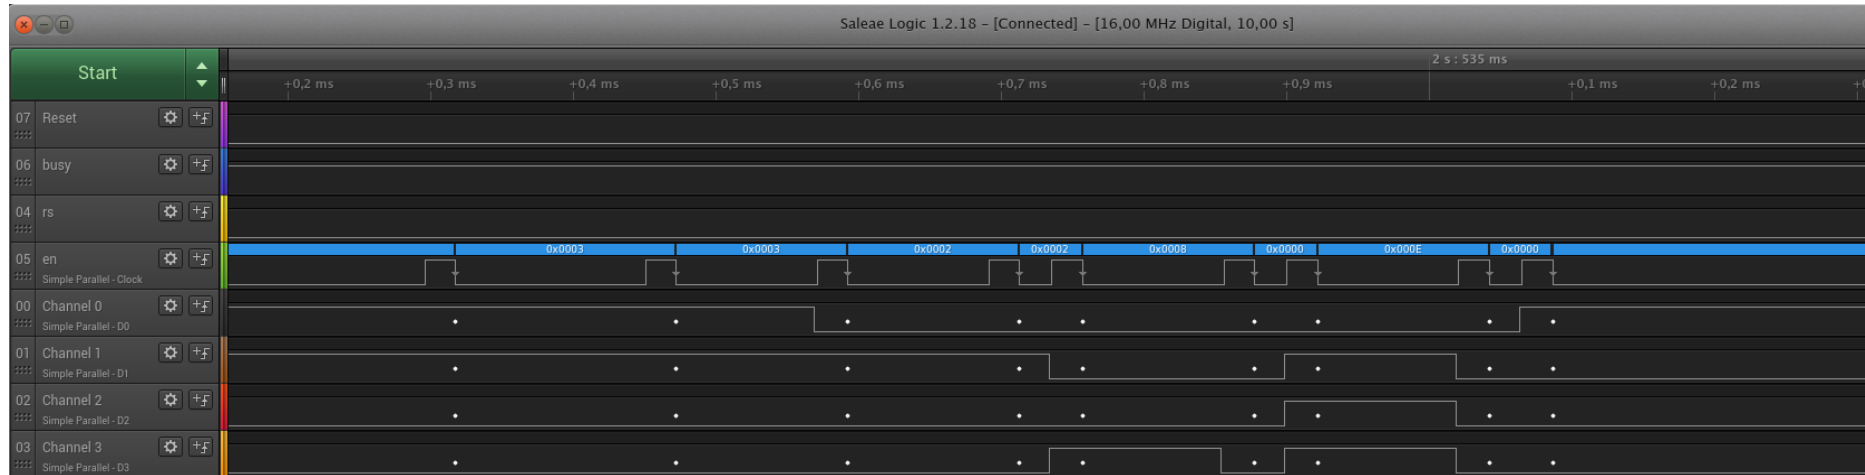 Saleae Logic 1.2.18 – [Connected] – [16,00 MHz Digital, 10,00 s]
Start
2 s : 535 ms
+0,2 ms +0,3 ms +0,4 ms +0,5 ms +0,6 ms +0,7 ms +0,8 ms +0,9 ms +0,1 ms +0,2 ms
07 Reset
06 busy
04 rs
0x0003 0x0003 0x0002 0x0002 0x0008 0x0000 0x000E 0x0000
05 en
Simple Parallel - Clock
00 Channel 0
Simple Parallel - D0
01 Channel 1
Simple Parallel - D1
02 Channel 2
Simple Parallel - D2
03 Channel 3
Simple Parallel - D3